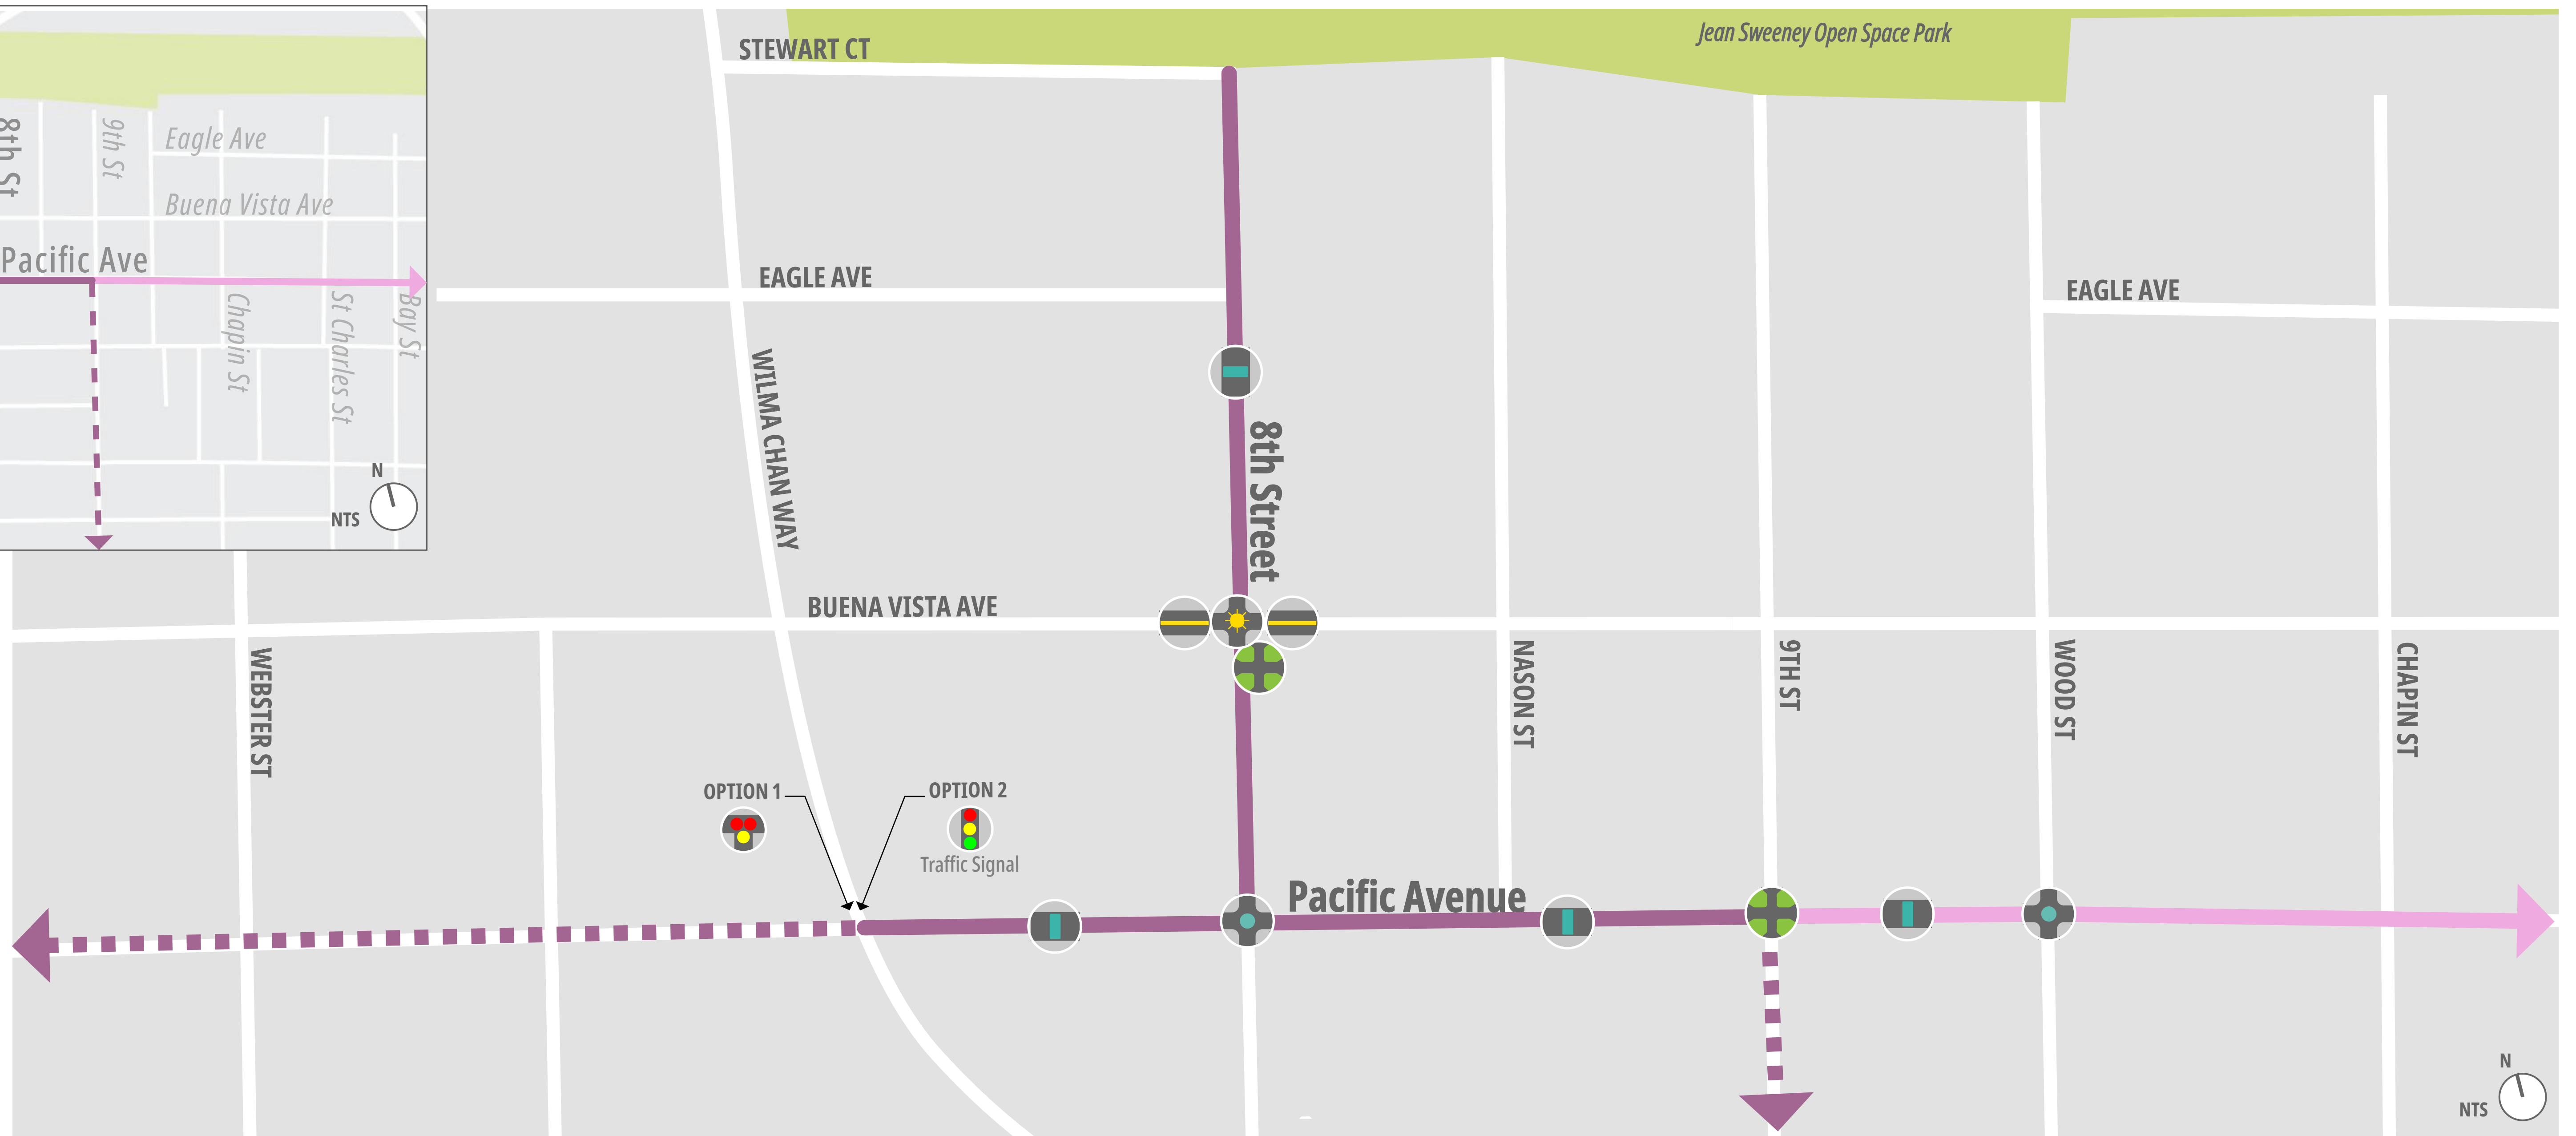 8th St
9th St
Eagle Ave
Buena Vista Ave
Pacific Ave
Chapin St
St Charles St
Bay St
N
NTS
Jean Sweeney Open Space Park
STEWART CT
EAGLE AVE
EAGLE AVE
WILMA CHAN WAY
8th Street
BUENA VISTA AVE
WEBSTER ST
NASON ST
9TH ST
WOOD ST
CHAPIN ST
OPTION 1
OPTION 2
Traffic Signal
Pacific Avenue
N
NTS